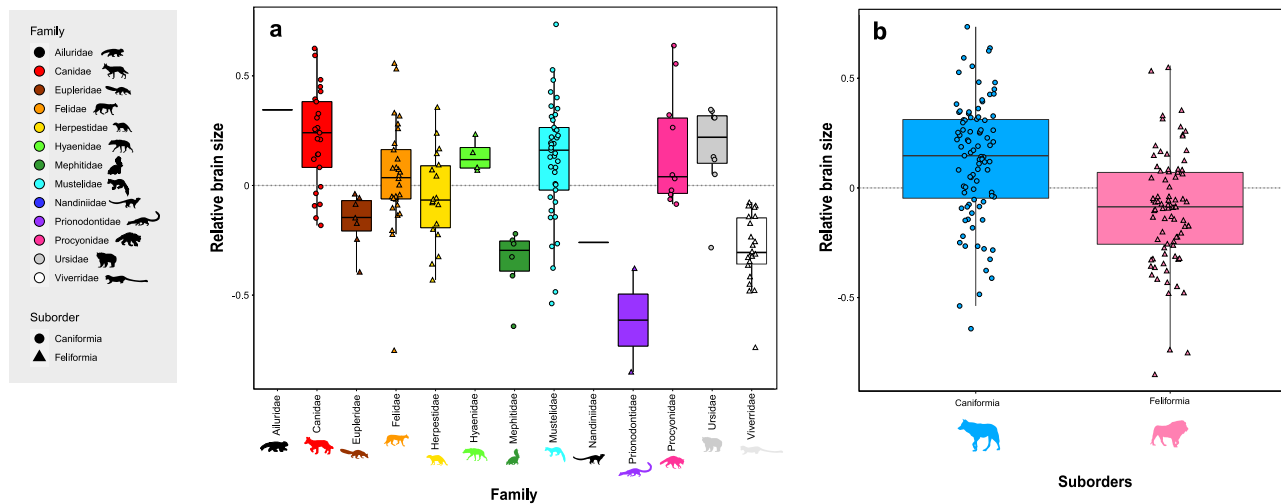 Family
Ailuridae
Canidae
Eupleridae
Felidae
Herpestidae
Hyaenidae
Mephitidae
Mustelidae
Nandiniidae
Prionodontidae
Procyonidae
Ursidae
Viverridae
Suborder
Caniformia
Feliformia
a
Relative brain size
0.5
0
-0.5
Ailuridae
Canidae
Eupleridae
Felidae
Herpestidae
Hyaenidae
Mephitidae
Mustelidae
Nandiniidae
Prionodontidae
Procyonidae
Ursidae
Viverridae
Family
b
Relative brain size
0.5
0
-0.5
Caniformia
Feliformia
Suborders